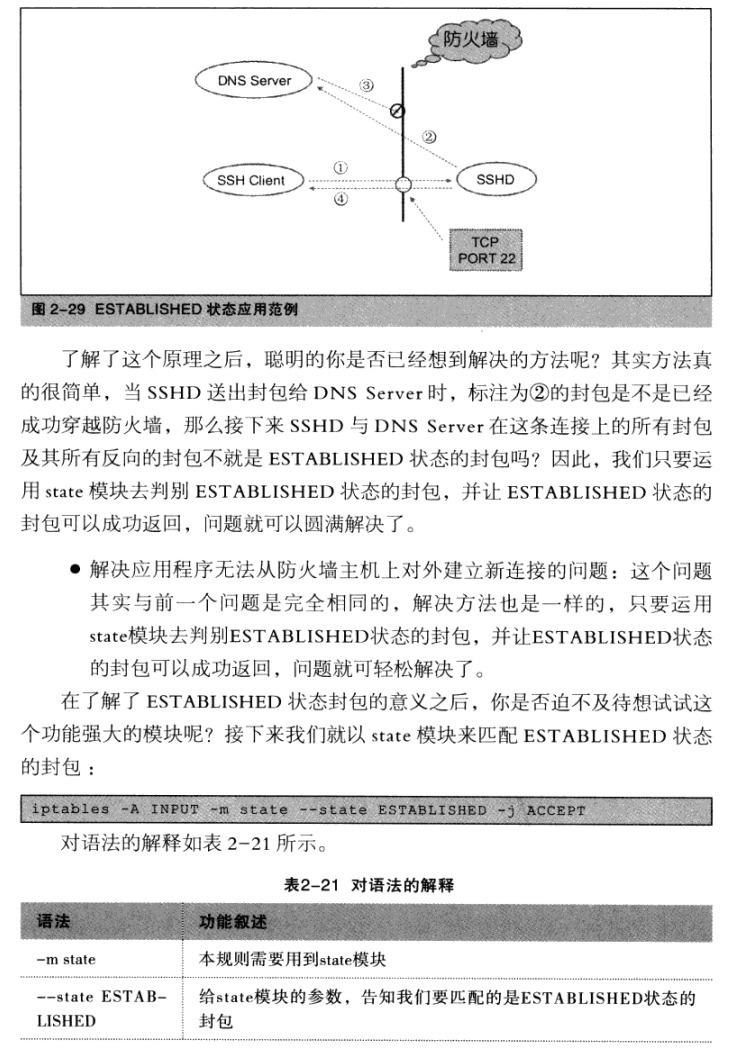 防火墙
DNS Server
③
②
①
SSH Client
SSHD
④
TCP
PORT 22
图 2-29 ESTABLISHED 状态应用范例
了解了这个原理之后，聪明的你是否已经想到解决的方法呢？其实方法真
的很简单，当 SSHD 送出封包给 DNS Server 时，标注为②的封包是不是已经
成功穿越防火墙，那么接下来 SSHD 与 DNS Server 在这条连接上的所有封包
及其所有反向的封包不就是 ESTABLISHED 状态的封包吗？因此，我们只要运
用 state 模块去判别 ESTABLISHED 状态的封包，并让 ESTABLISHED 状态的
封包可以成功返回，问题就可以圆满解决了。
● 解决应用程序无法从防火墙主机上对外建立新连接的问题：这个问题
其实与前一个问题是完全相同的，解决方法也是一样的，只要运用
state模块去判别ESTABLISHED状态的封包，并让ESTABLISHED状态
的封包可以成功返回，问题就可轻松解决了。
在了解了 ESTABLISHED 状态封包的意义之后，你是否迫不及待想试试这
个功能强大的模块呢？接下来我们就以 state 模块来匹配 ESTABLISHED 状态
的封包：
iptables -A INPUT -m state --state ESTABLISHED -j ACCEPT
对语法的解释如表 2-21 所示。
表2-21 对语法的解释
语法 功能叙述
-m state 本规则需要用到state模块
--state ESTAB- 给state模块的参数，告知我们要匹配的是ESTABLISHED状态的
LISHED 封包